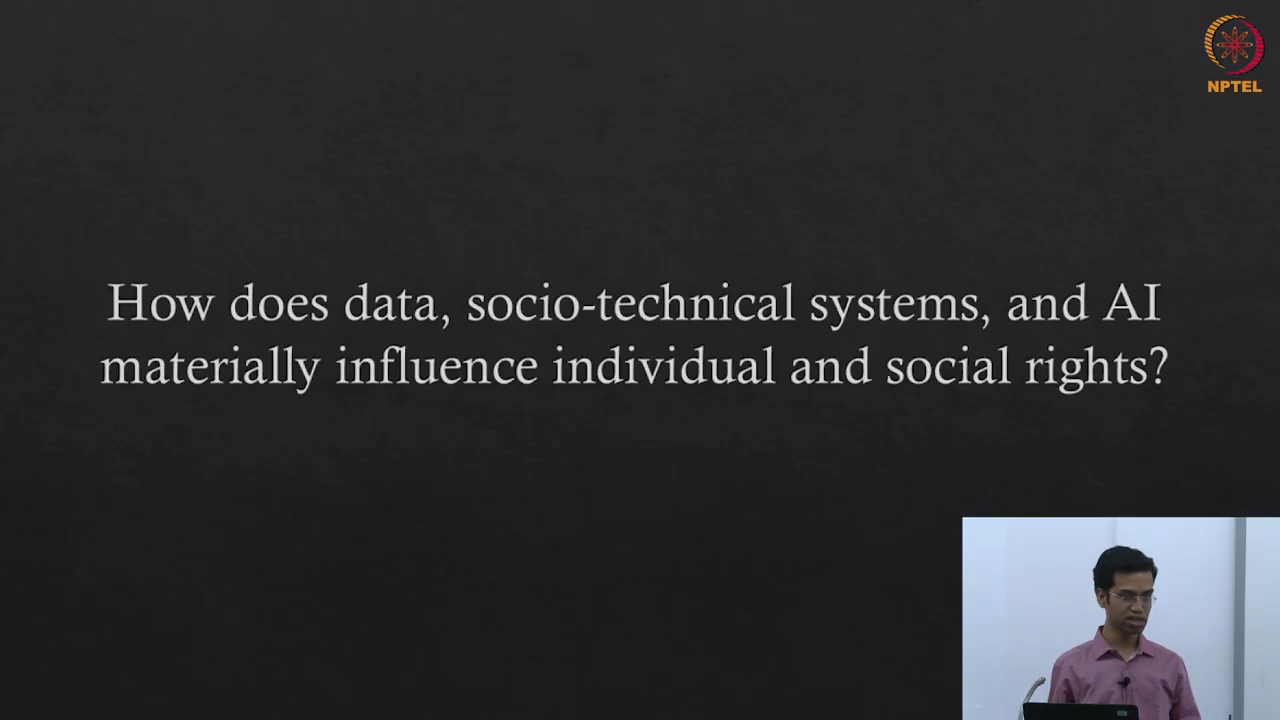 NPTEL
How does data, socio-technical systems, and AI
materially influence individual and social rights?